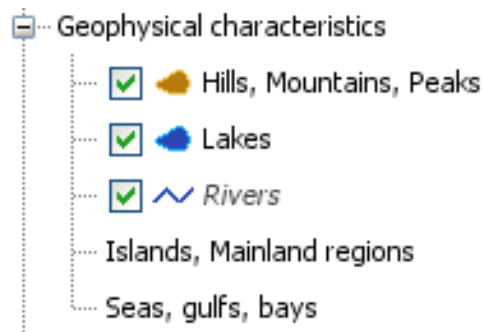 Geophysical characteristics
Hills, Mountains, Peaks
Lakes
Rivers
Islands, Mainland regions
Seas, gulfs, bays